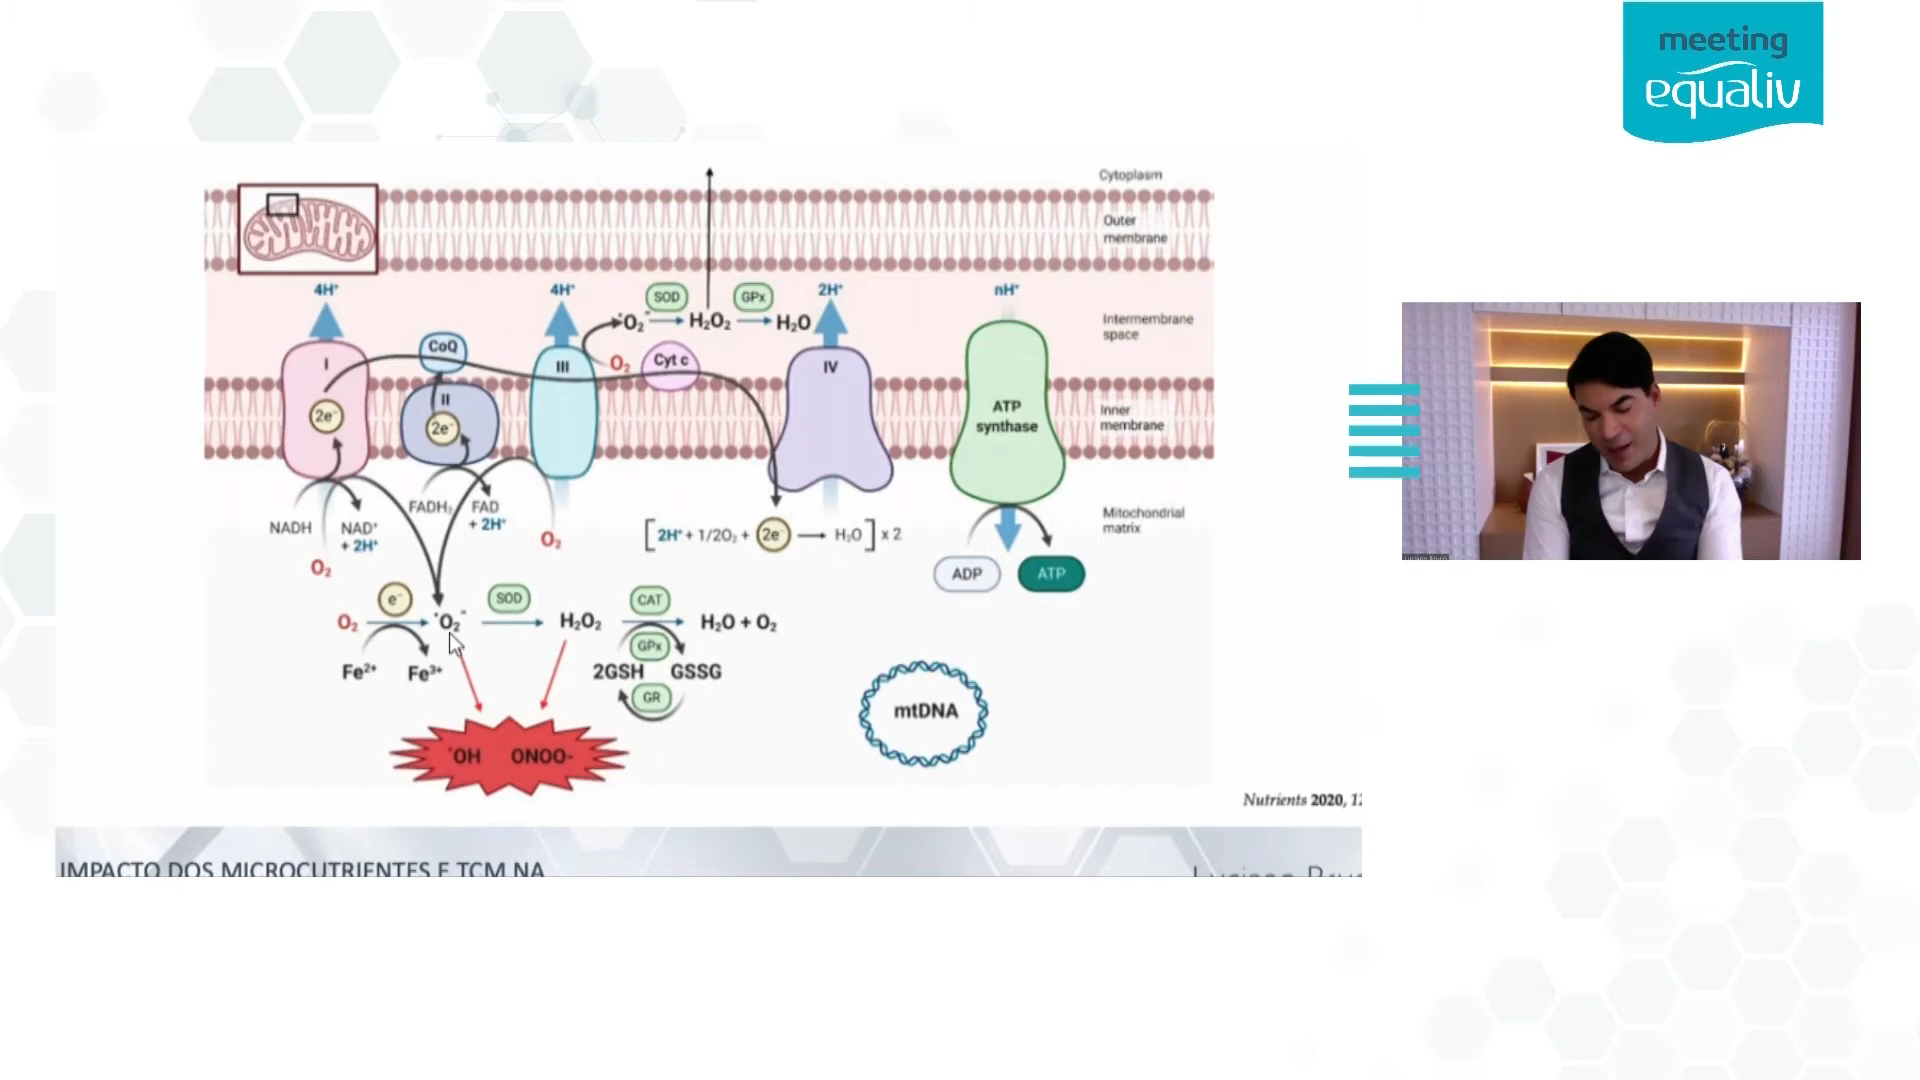 meeting
equaliv
Cytoplasm
Outer
membrane
4H⁺
4H⁺
SOD
GPx
2H⁺
nH⁺
•O₂⁻
H₂O₂
H₂O
Intermembrane
space
CoQ
I
III
O₂
Cyt c
IV
II
2e⁻
2e⁻
ATP
synthase
Inner
membrane
NADH
NAD⁺
+ 2H⁺
FADH₂
FAD
+ 2H⁺
O₂
O₂
[2H⁺ + 1/2O₂ + 2e⁻ → H₂O] x 2
Mitochondrial
matrix
ADP
ATP
e⁻
SOD
CAT
O₂
•O₂⁻
H₂O₂
H₂O + O₂
GPx
Fe²⁺
Fe³⁺
2GSH
GSSG
GR
mtDNA
•OH
ONOO-
Nutrients 2020, 12
IMPACTO DOS MICROCUTRIENTES E TCM NA
Luciano